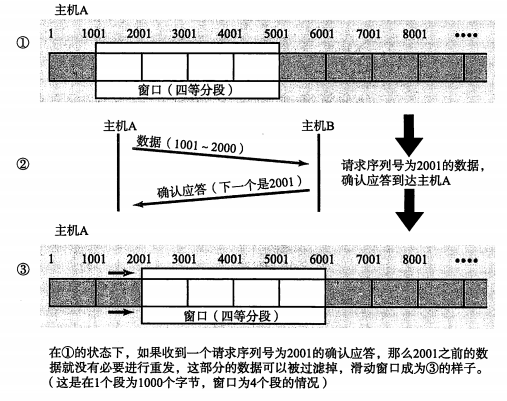 主机A
① 1 1001 2001 3001 4001 5001 6001 7001 8001 ····
窗口（四等分段）
主机A 主机B
② 数据（1001～2000）
确认应答（下一个是2001）
请求序列号为2001的数据，
确认应答到达主机A
主机A
③ 1 1001 2001 3001 4001 5001 6001 7001 8001 ····
窗口（四等分段）
在①的状态下，如果收到一个请求序列号为2001的确认应答，那么2001之前的数
据就没有必要进行重发，这部分的数据可以被过滤掉，滑动窗口成为③的样子。
（这是在1个段为1000个字节，窗口为4个段的情况）